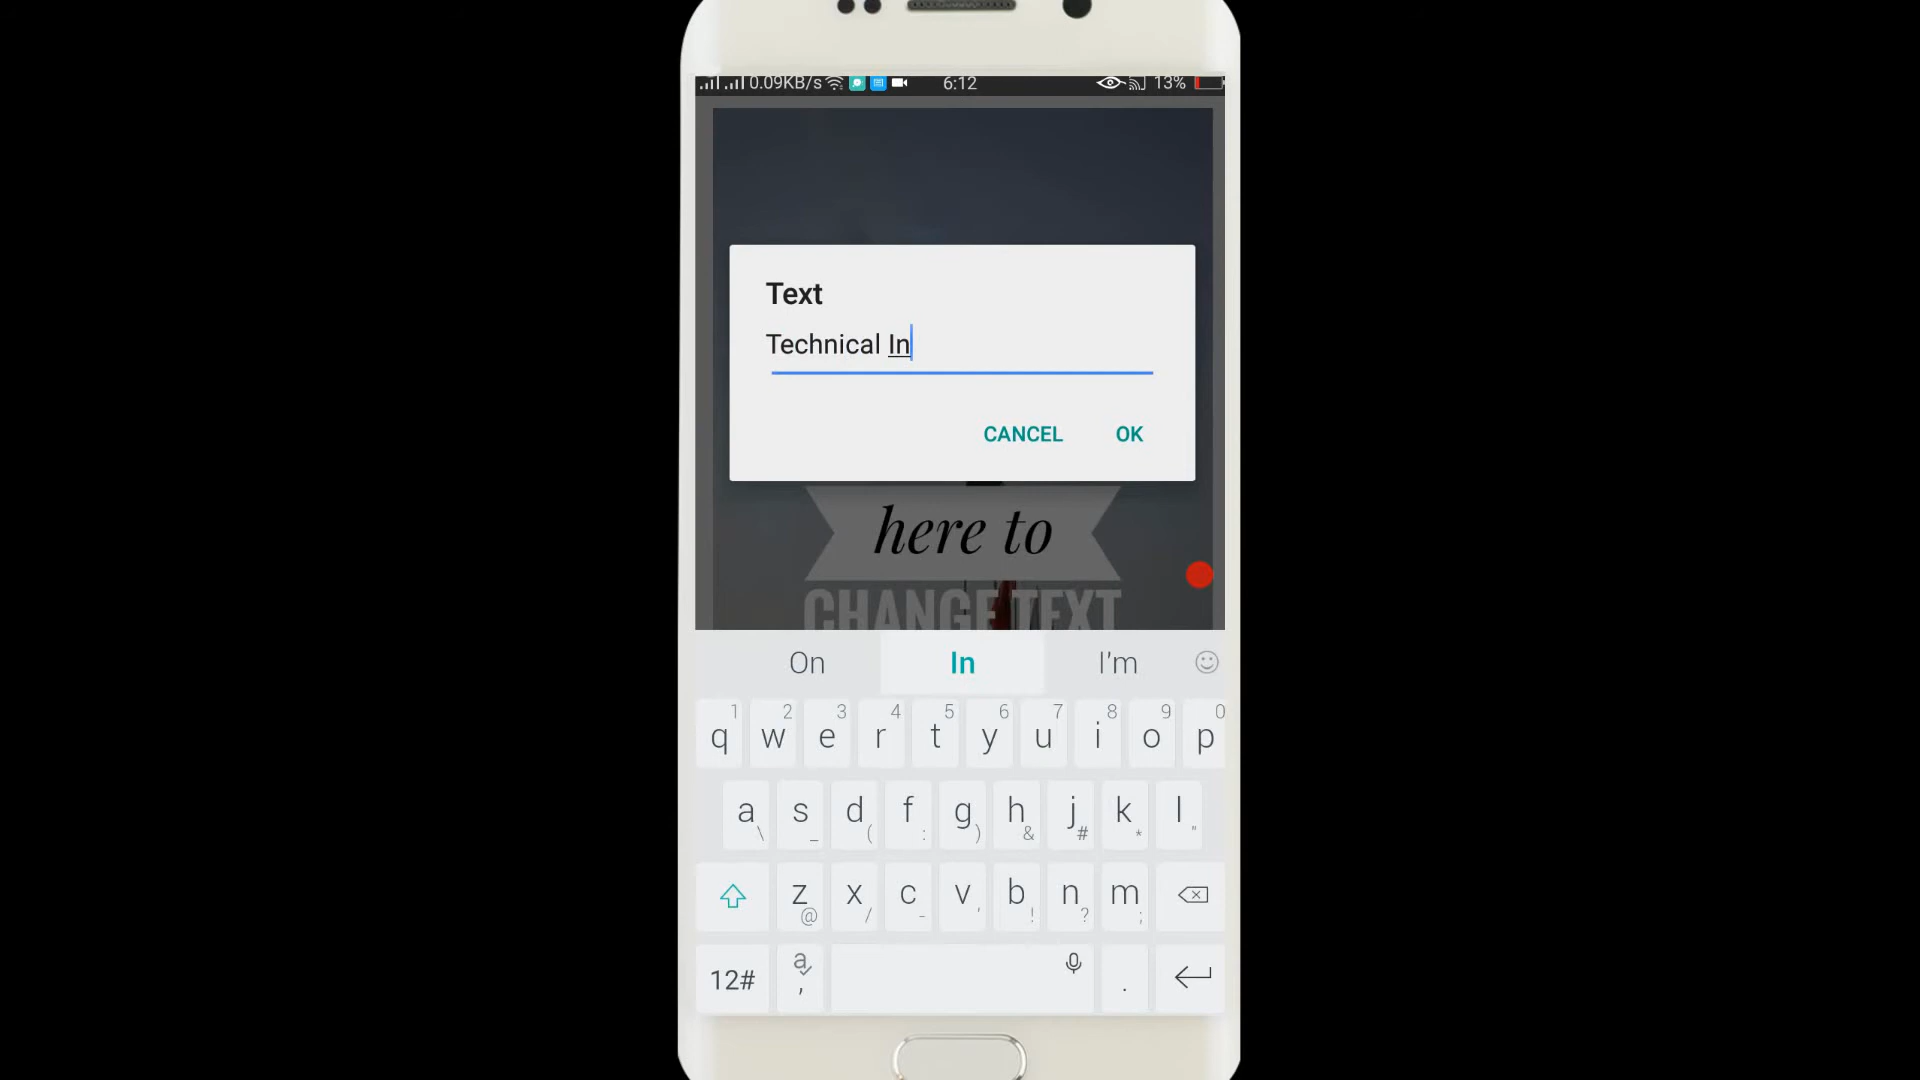 0.09KB/s 6:12 13%
Text
Technical In
CANCEL OK
here to
CHANGE TEXT
On In I'm
1 2 3 4 5 6 7 8 9 0
q w e r t y u i o p
a s d f g h j k l
\ _ ( : ) & # * "
z x c v b n m
@ / - ' ! ? ;
12# a , .